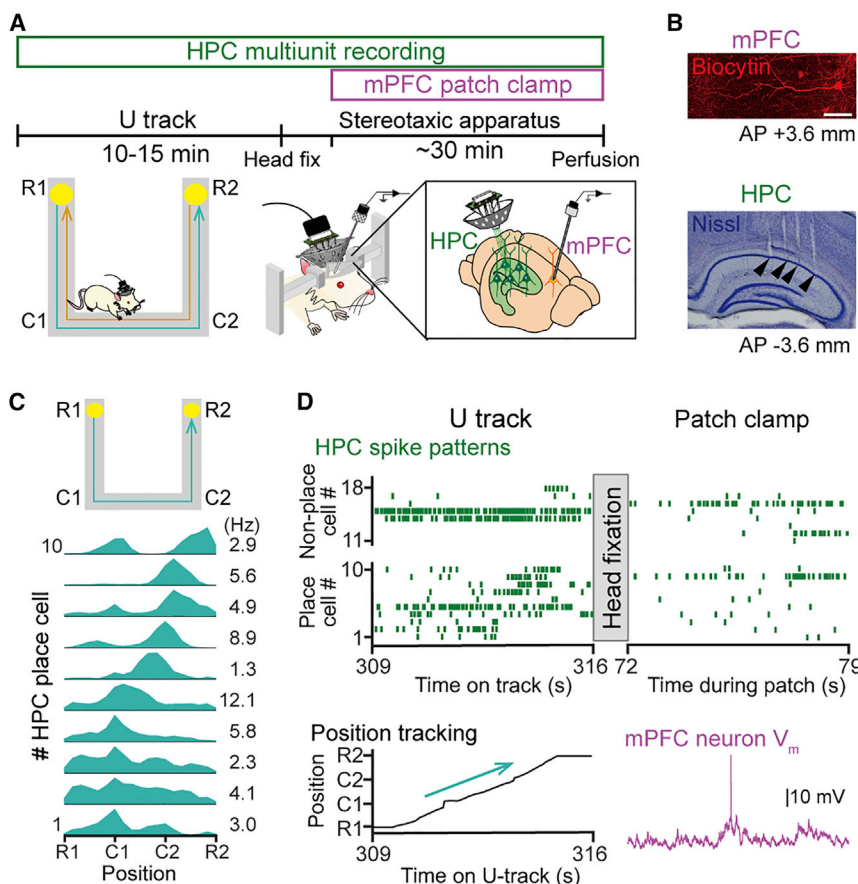 A
HPC multiunit recording
mPFC patch clamp
U track
Stereotaxic apparatus
10-15 min
Head fix
~30 min
Perfusion
R1
R2
C1
C2
HPC
mPFC
B
mPFC
Biocytin
AP +3.6 mm
HPC
Nissl
AP -3.6 mm
C
R1
R2
C1
C2
(Hz)
# HPC place cell
10
2.9
5.6
4.9
8.9
1.3
12.1
5.8
2.3
4.1
1
3.0
R1
C1
C2
R2
Position
D
U track
Patch clamp
HPC spike patterns
Non-place
cell #
18
11
Place
cell #
10
1
Head fixation
309
316
72
79
Time on track (s)
Time during patch (s)
Position tracking
Position
R2
C2
C1
R1
309
316
Time on U-track (s)
mPFC neuron Vm
10 mV